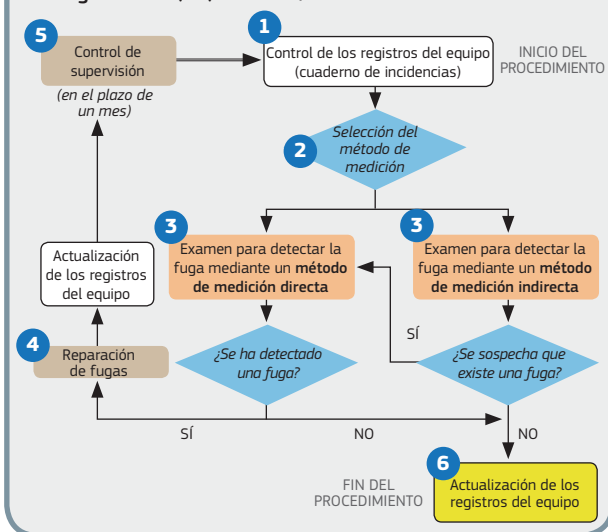 5
Control de
supervisión
(en el plazo de
un mes)
1
Control de los registros del equipo
(cuaderno de incidencias)
INICIO DEL
PROCEDIMIENTO
2
Selección del
método de
medición
3
Examen para detectar la
fuga mediante un método
de medición directa
3
Examen para detectar la
fuga mediante un método
de medición indirecta
Actualización
de los registros
del equipo
SÍ
4
Reparación
de fugas
¿Se ha detectado
una fuga?
¿Se sospecha que
existe una fuga?
SÍ
NO
NO
6
FIN DEL
PROCEDIMIENTO
Actualización de los
registros del equipo